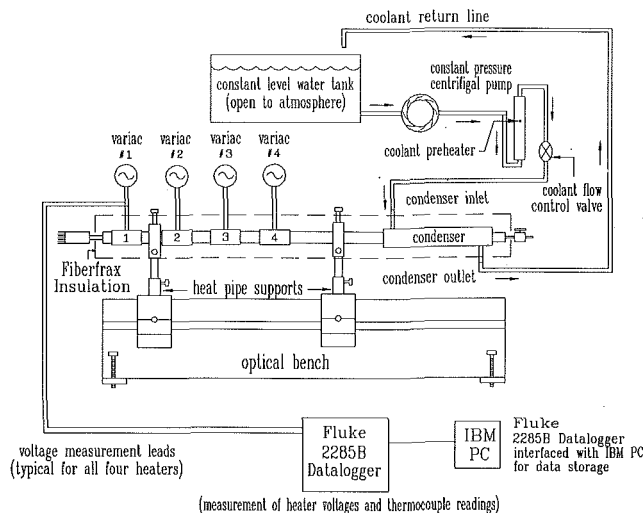 coolant return line
constant level water tank
(open to atmosphere)
constant pressure
centrifigal pump
variac
#1
variac
#2
variac
#3
variac
#4
coolant preheater
coolant flow
control valve
condenser inlet
1
2
3
4
condenser
Fiberfrax
Insulation
condenser outlet
heat pipe supports
optical bench
voltage measurement leads
(typical for all four heaters)
Fluke
2285B
Datalogger
IBM
PC
Fluke
2285B Datalogger
interfaced with IBM PC
for data storage
(measurement of heater voltages and thermocouple readings)